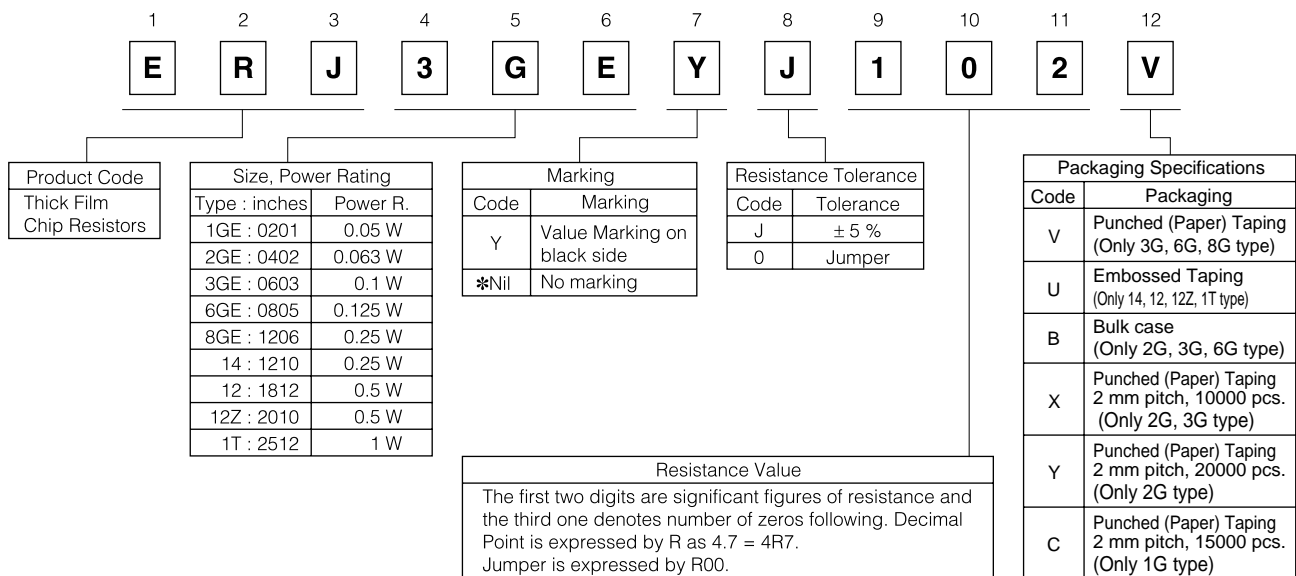 1 2 3 4 5 6 7 8 9 10 11 12
E R J 3 G E Y J 1 0 2 V
Product Code
Thick Film
Chip Resistors
Size, Power Rating
Type : inches Power R.
1GE : 0201 0.05 W
2GE : 0402 0.063 W
3GE : 0603 0.1 W
6GE : 0805 0.125 W
8GE : 1206 0.25 W
14 : 1210 0.25 W
12 : 1812 0.5 W
12Z : 2010 0.5 W
1T : 2512 1 W
Marking
Code Marking
Y Value Marking on
black side
✽Nil No marking
Resistance Tolerance
Code Tolerance
J ± 5 %
0 Jumper
Resistance Value
The first two digits are significant figures of resistance and
the third one denotes number of zeros following. Decimal
Point is expressed by R as 4.7 = 4R7.
Jumper is expressed by R00.
Packaging Specifications
Code Packaging
V Punched (Paper) Taping
(Only 3G, 6G, 8G type)
U Embossed Taping
(Only 14, 12, 12Z, 1T type)
B Bulk case
(Only 2G, 3G, 6G type)
X Punched (Paper) Taping
2 mm pitch, 10000 pcs.
(Only 2G, 3G type)
Y Punched (Paper) Taping
2 mm pitch, 20000 pcs.
(Only 2G type)
C Punched (Paper) Taping
2 mm pitch, 15000 pcs.
(Only 1G type)